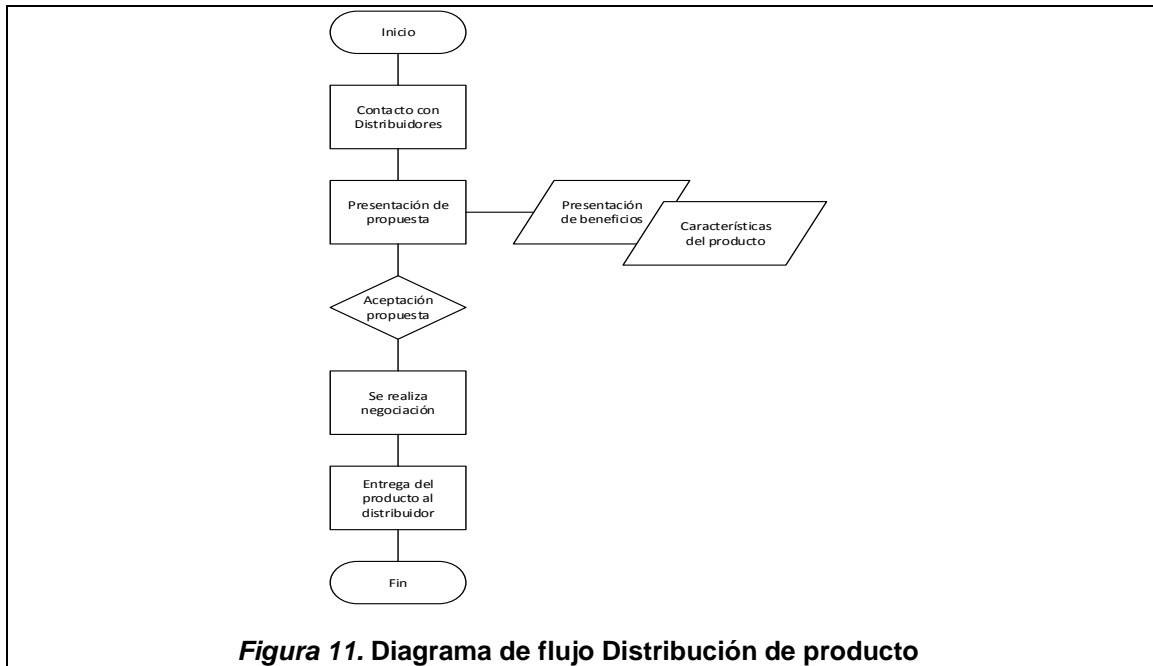 Inicio
Contacto con
Distribuidores
Presentación de
propuesta
Presentación
de beneficios
Características
del producto
Aceptación
propuesta
Se realiza
negociación
Entrega del
producto al
distribuidor
Fin
Figura 11. Diagrama de flujo Distribución de producto